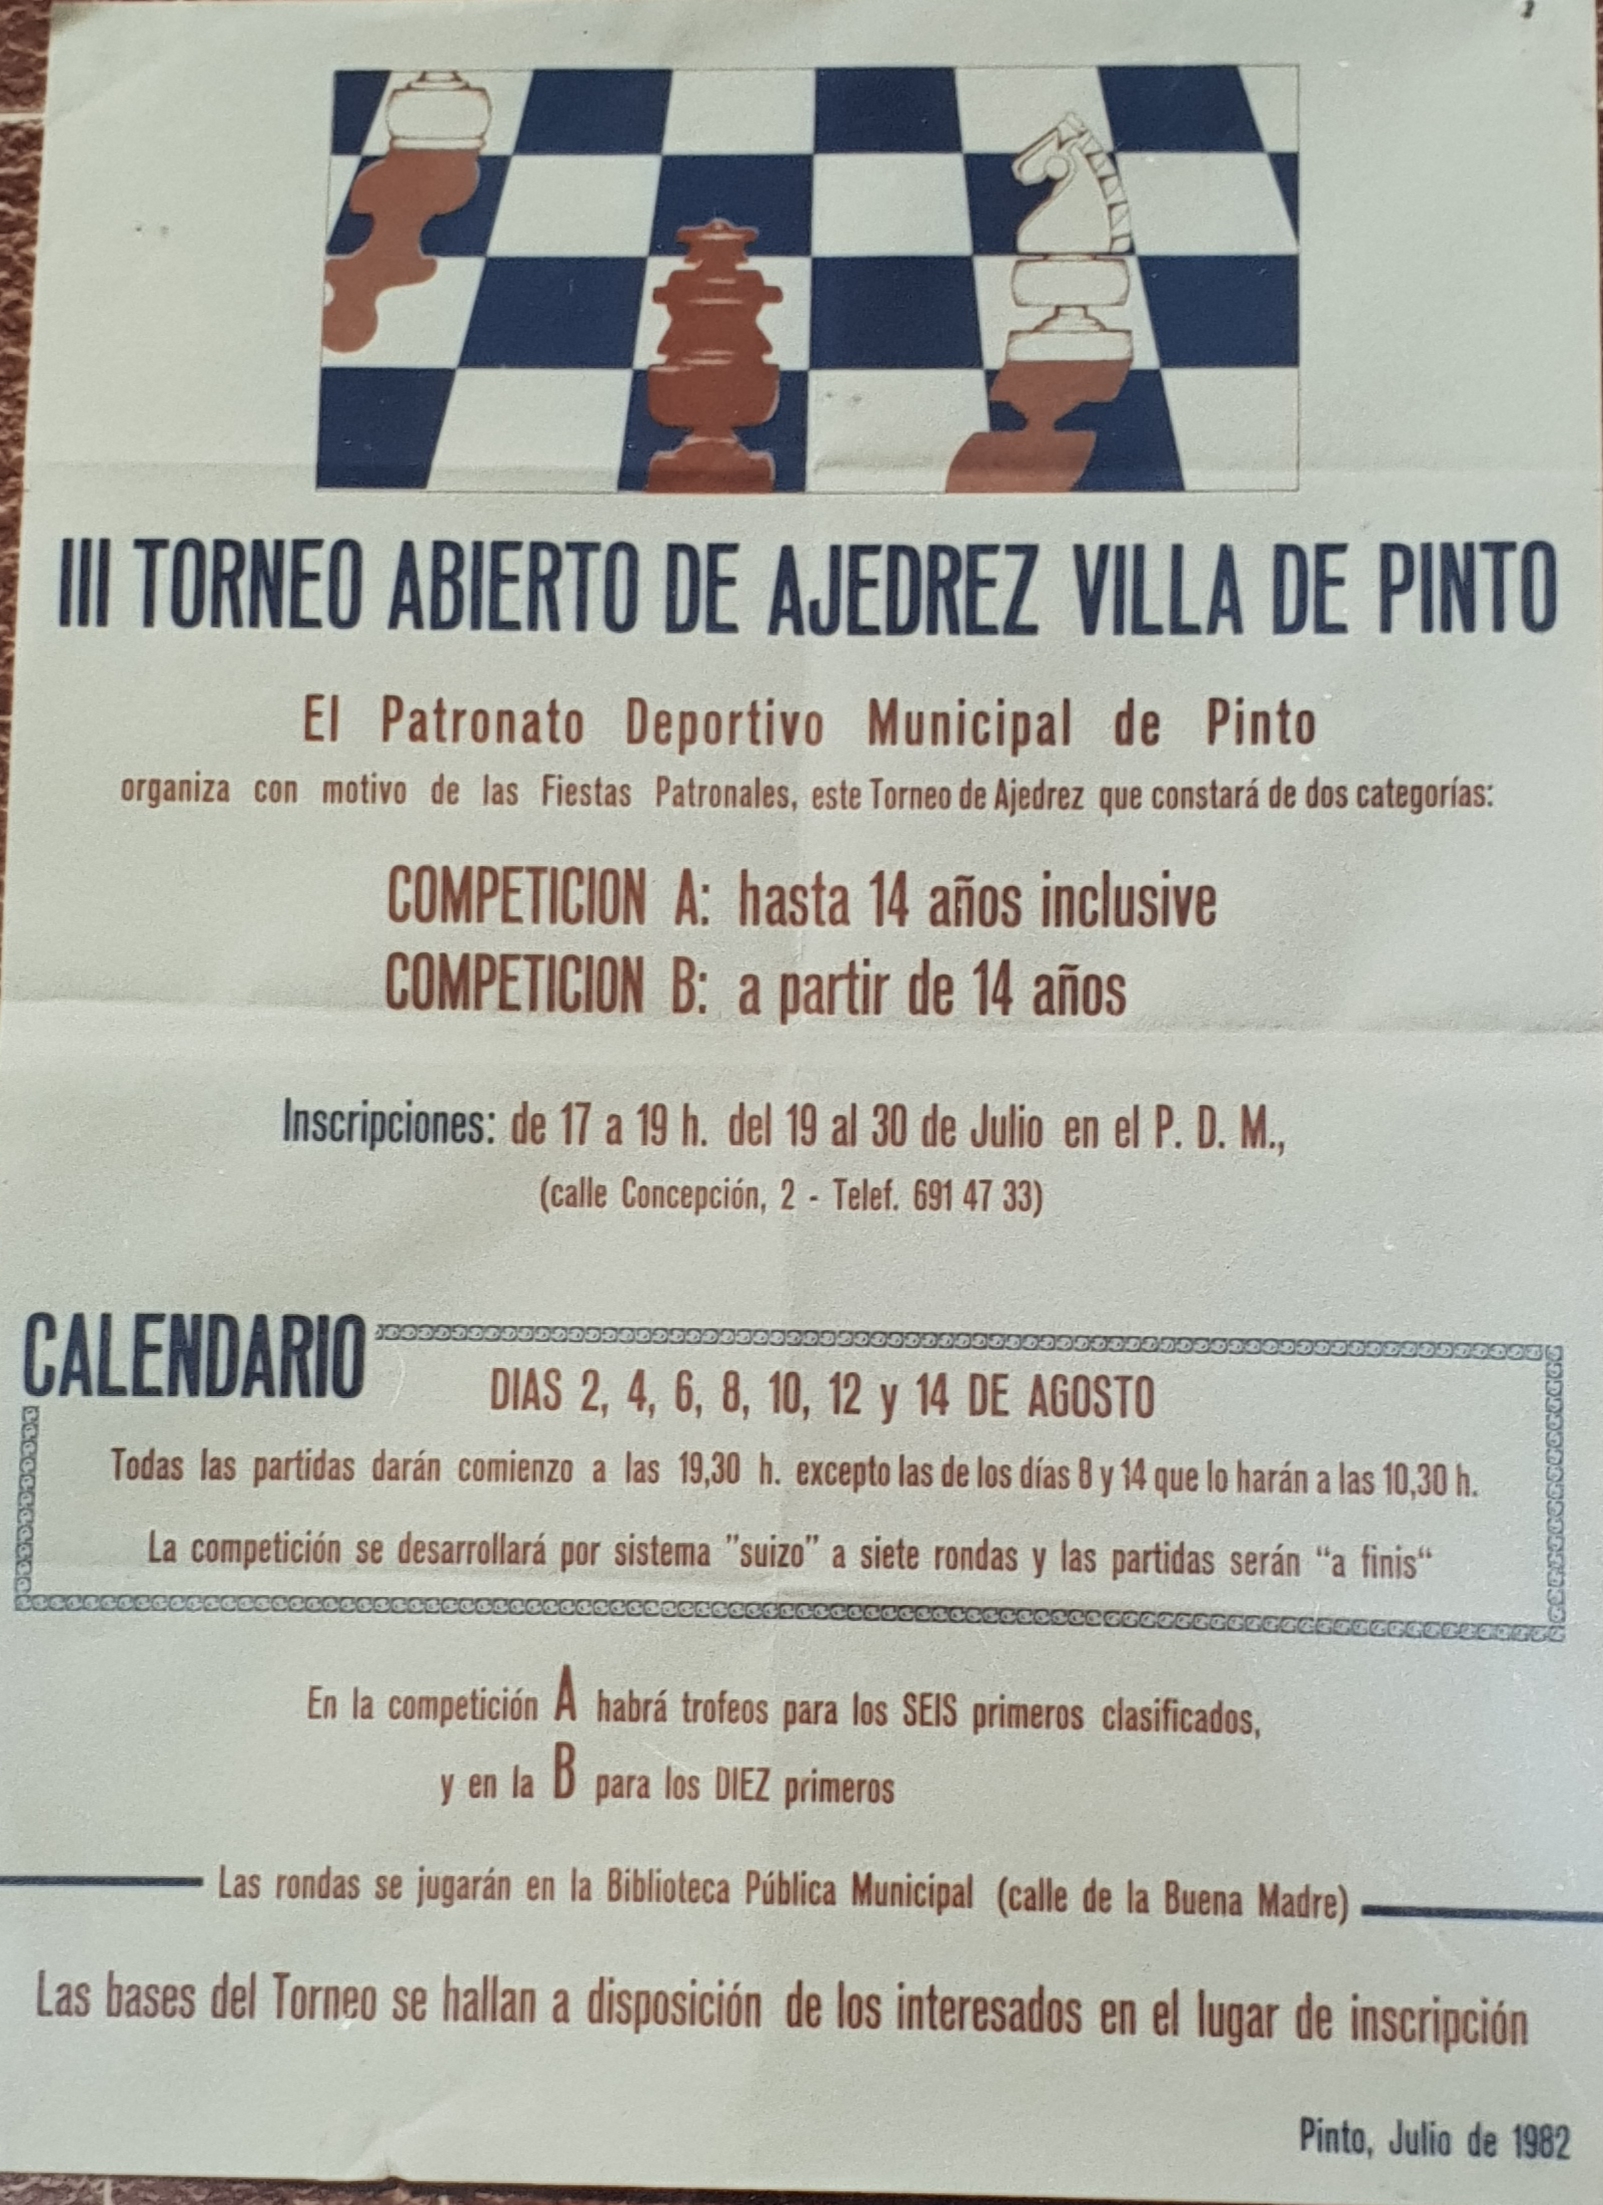 III TORNEO ABIERTO DE AJEDREZ VILLA DE PINTO
El Patronato Deportivo Municipal de Pinto
organiza con motivo de las Fiestas Patronales, este Torneo de Ajedrez que constará de dos categorías:
COMPETICION A: hasta 14 años inclusive
COMPETICION B: a partir de 14 años
Inscripciones: de 17 a 19 h. del 19 al 30 de Julio en el P. D. M.,
(calle Concepción, 2 - Telef. 691 47 33)
CALENDARIO
DIAS 2, 4, 6, 8, 10, 12 y 14 DE AGOSTO
Todas las partidas darán comienzo a las 19,30 h. excepto las de los días 8 y 14 que lo harán a las 10,30 h.
La competición se desarrollará por sistema ”suizo” a siete rondas y las partidas serán “a finis“
En la competición A habrá trofeos para los SEIS primeros clasificados,
y en la B para los DIEZ primeros
Las rondas se jugarán en la Biblioteca Pública Municipal (calle de la Buena Madre)
Las bases del Torneo se hallan a disposición de los interesados en el lugar de inscripción
Pinto, Julio de 1982